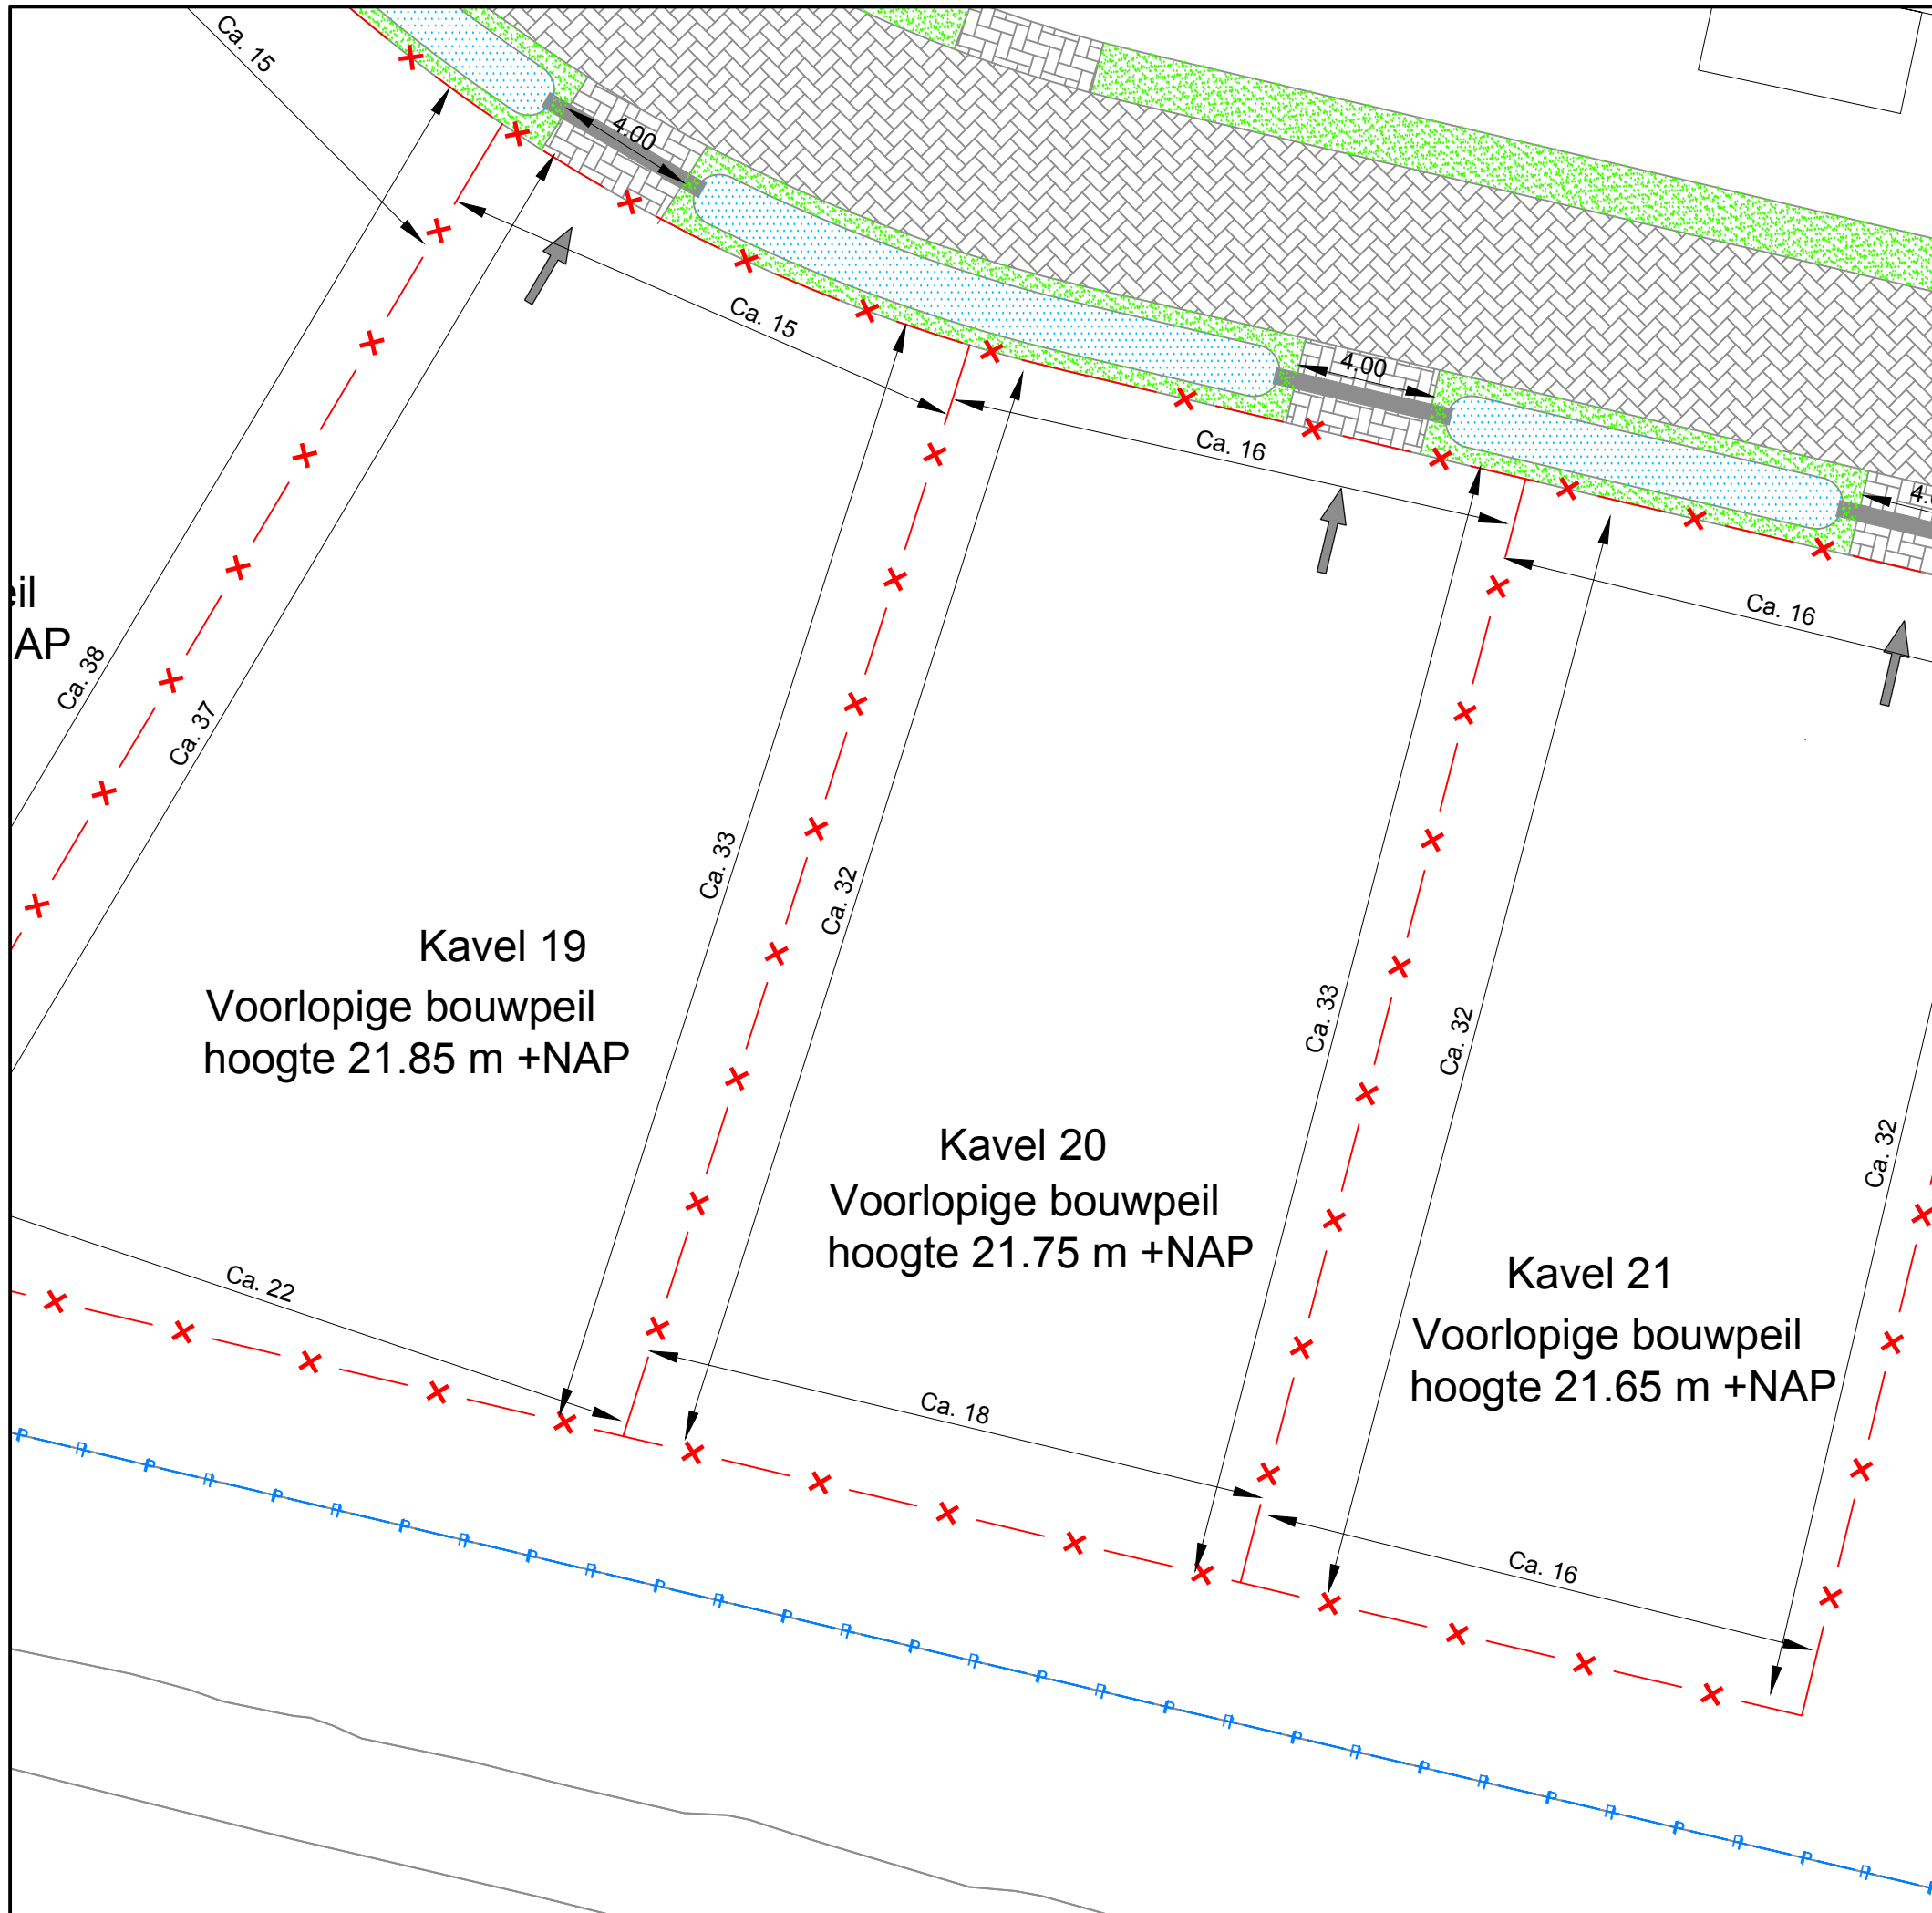 Ca. 15
4.00
Ca. 15
4.00
Ca. 16
Ca. 16
AP
Ca. 38
Ca. 37
Ca. 33
Ca. 32
Ca. 33
Ca. 32
Ca. 32
Kavel 19
Voorlopige bouwpeil
hoogte 21.85 m +NAP
Kavel 20
Voorlopige bouwpeil
hoogte 21.75 m +NAP
Kavel 21
Voorlopige bouwpeil
hoogte 21.65 m +NAP
Ca. 22
Ca. 18
Ca. 16